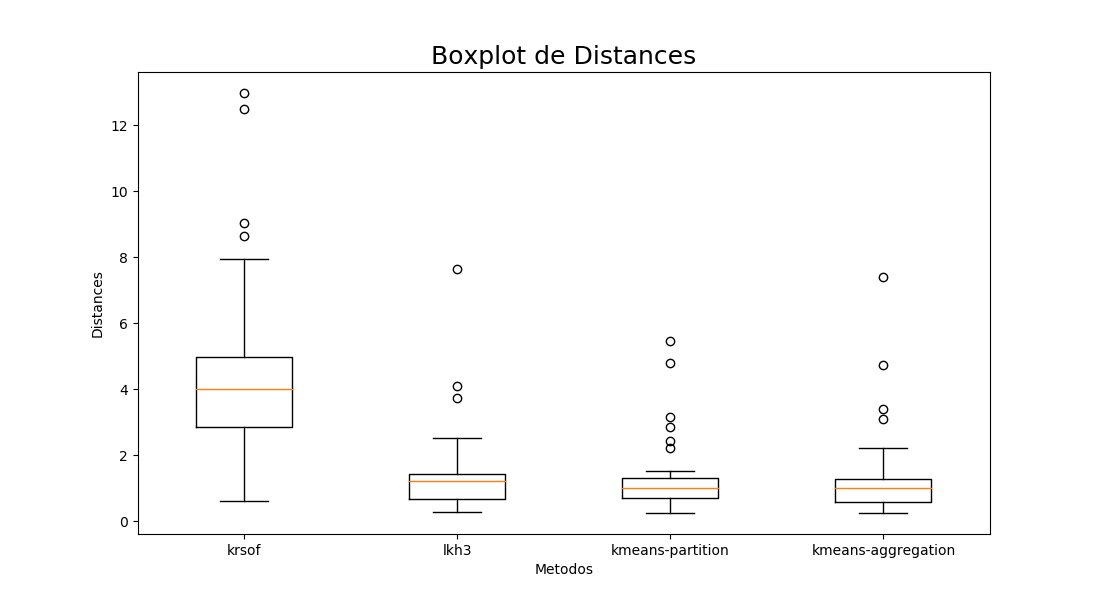 Boxplot de Distances
12
10
8
6
4
2
0
Distances
krsof lkh3 kmeans-partition kmeans-aggregation
Metodos